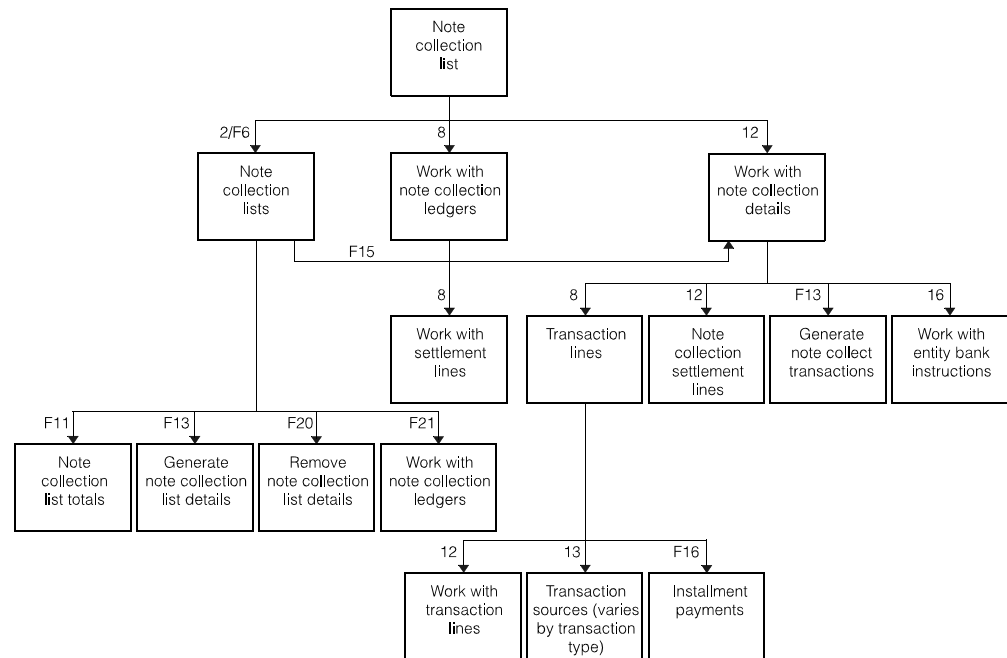 Note
collection
list
2/F6
8
12
Note
collection
lists
Work with
note collection
ledgers
Work with
note collection
details
F15
8
8
12
F13
16
Work with
settlement
lines
Transaction
lines
Note
collection
settlement
lines
Generate
note collect
transactions
Work with
entity bank
instructions
F11
F13
F20
F21
Note
collection
list totals
Generate
note collection
list details
Remove
note collection
list details
Work with
note collection
ledgers
12
13
F16
Work with
transaction
lines
Transaction
sources (varies
by transaction
type)
Installment
payments